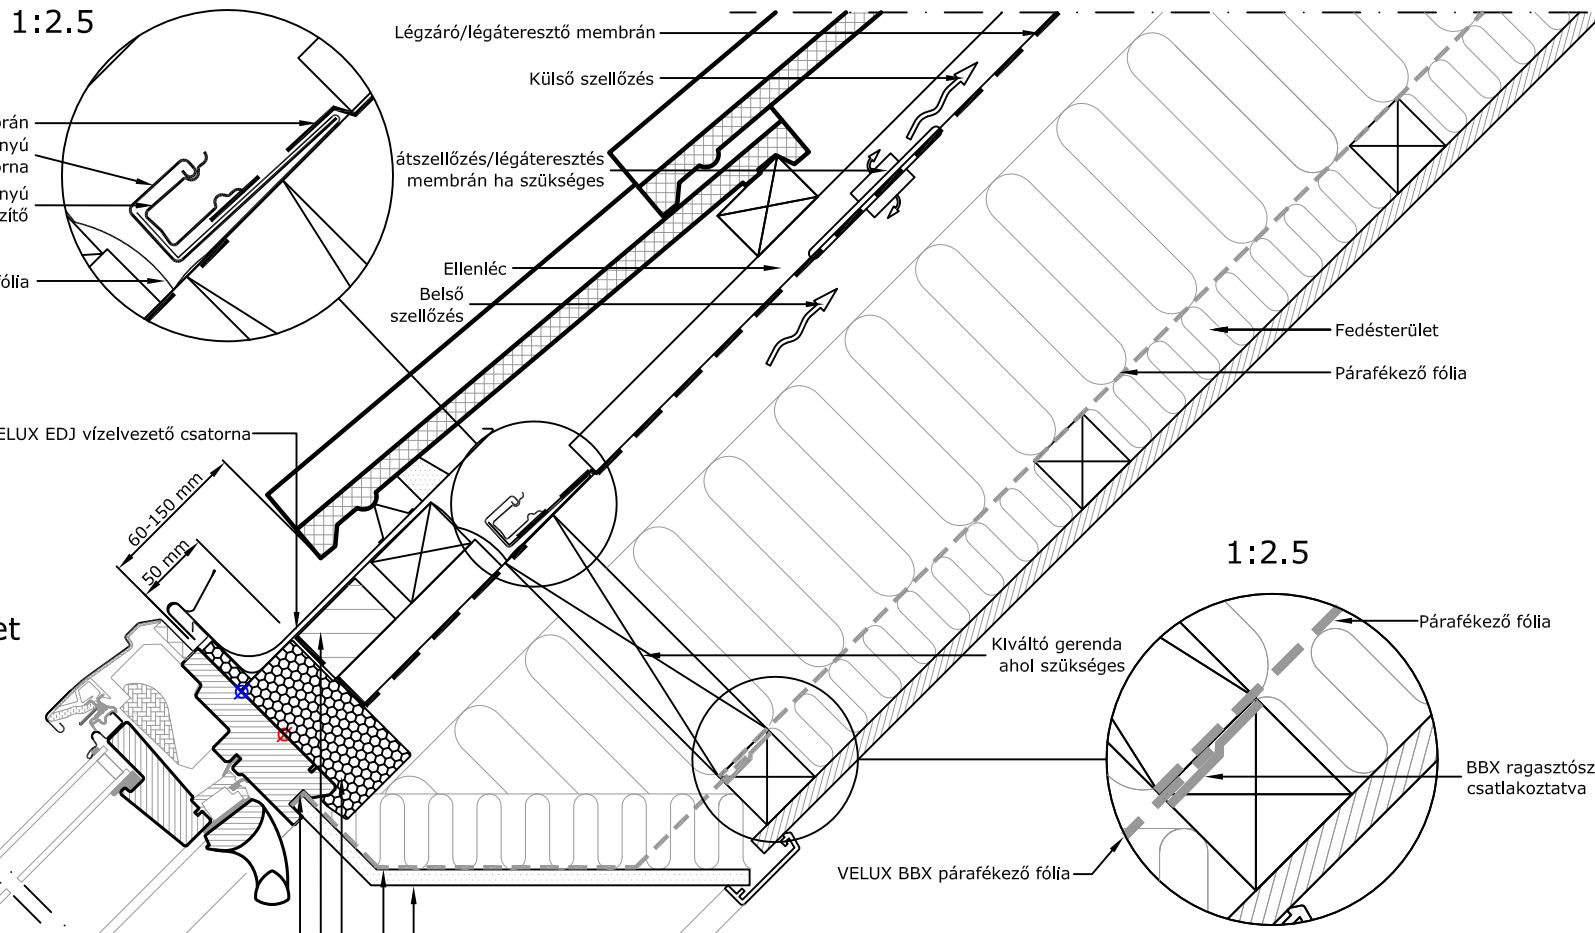 1:2.5
Légzáró/légáteresztő membrán
Külső szellőzés
átszellőzés/légáteresztés
membrán ha szükséges
Ellenléc
Belső
szellőzés
Fedésterület
Párafékező fólia
ELUX EDJ vízelvezető csatorna
60-150 mm
50 mm
KIváltó gerenda
ahol szükséges
1:2.5
Párafékező fólia
BBX ragasztósz
csatlakoztatva
VELUX BBX párafékező fólia
rán
nyú
orna
nyú
zítő
fólia
et